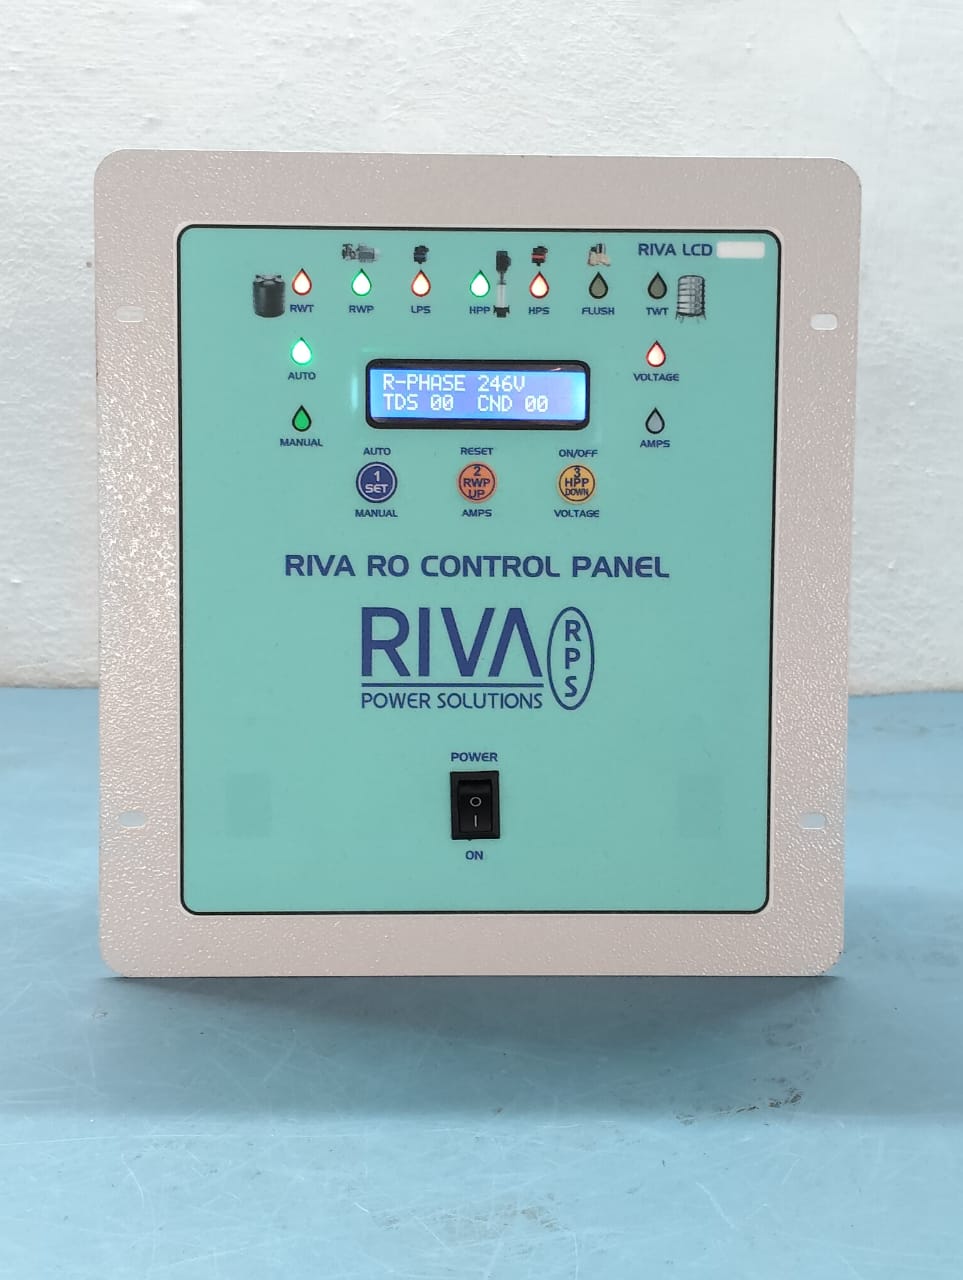 RIVA LCD
RWT RWP LPS HPP HPS FLUSH TWT
AUTO
VOLTAGE
MANUAL
AMPS
R-PHASE 246V
TDS 00 CND 00
AUTO RESET ON/OFF
1 SET
2 RWP UP
3 HPP DOWN
MANUAL AMPS VOLTAGE
RIVA RO CONTROL PANEL
RIVA
RPS
POWER SOLUTIONS
POWER
ON